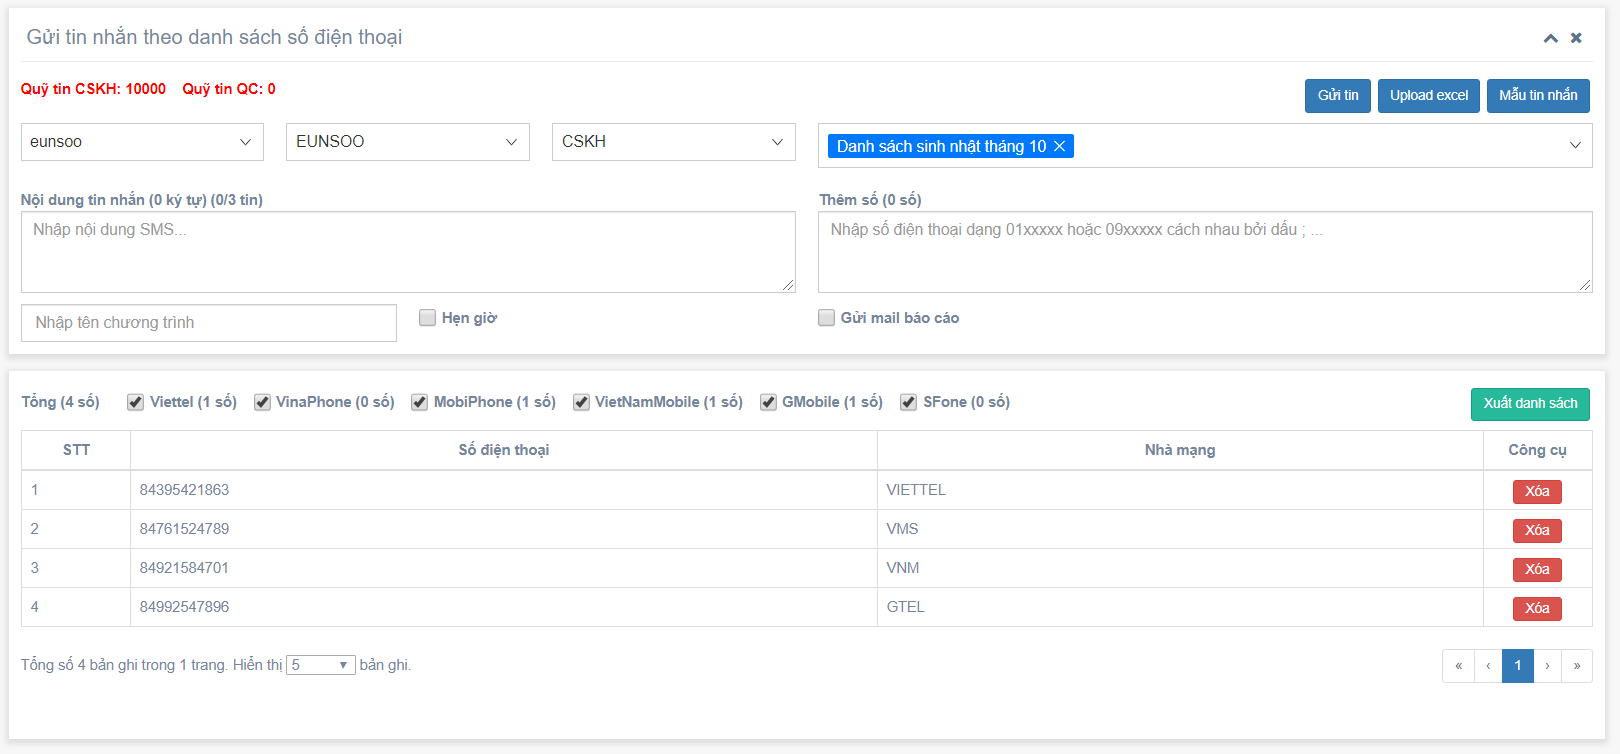 Gửi tin nhắn theo danh sách số điện thoại
Quỹ tin CSKH: 10000 Quỹ tin QC: 0
Gửi tin Upload excel Mẫu tin nhắn
eunsoo EUNSOO CSKH Danh sách sinh nhật tháng 10
Nội dung tin nhắn (0 ký tự) (0/3 tin) Thêm số (0 số)
Nhập nội dung SMS... Nhập số điện thoại dạng 01xxxxx hoặc 09xxxxx cách nhau bởi dấu ; ...
Nhập tên chương trình Hẹn giờ Gửi mail báo cáo
Tổng (4 số) Viettel (1 số) VinaPhone (0 số) MobiPhone (1 số) VietNamMobile (1 số) GMobile (1 số) SFone (0 số) Xuất danh sách
STT Số điện thoại Nhà mạng Công cụ
1 84395421863 VIETTEL Xóa
2 84761524789 VMS Xóa
3 84921584701 VNM Xóa
4 84992547896 GTEL Xóa
Tổng số 4 bản ghi trong 1 trang. Hiển thị 5 bản ghi. « ‹ 1 › »